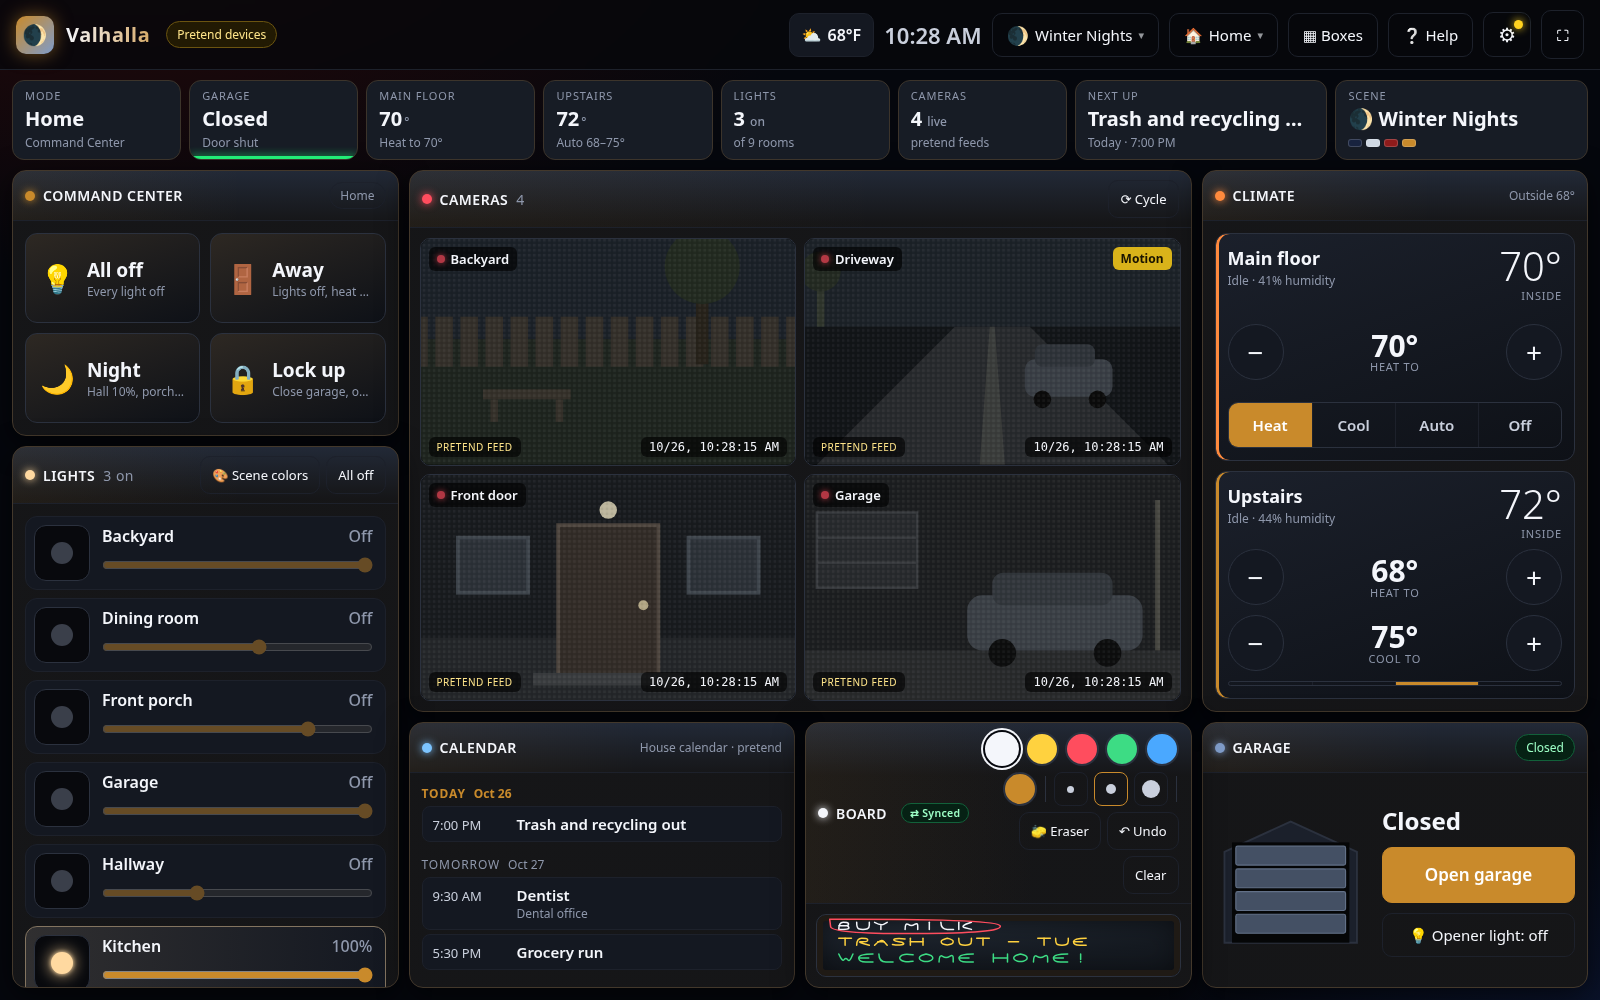 Valhalla
Pretend devices
68°F
10:28 AM
Winter Nights
Home
Boxes
Help
MODE
Home
Command Center
GARAGE
Closed
Door shut
MAIN FLOOR
70°
Heat to 70°
UPSTAIRS
72°
Auto 68–75°
LIGHTS
3 on
of 9 rooms
CAMERAS
4 live
pretend feeds
NEXT UP
Trash and recycling ...
Today · 7:00 PM
SCENE
Winter Nights
COMMAND CENTER
Home
All off
Every light off
Away
Lights off, heat ...
Night
Hall 10%, porch...
Lock up
Close garage, o...
LIGHTS 3 on
Scene colors
All off
Backyard Off
Dining room Off
Front porch Off
Garage Off
Hallway Off
Kitchen 100%
CAMERAS 4
Cycle
Backyard
PRETEND FEED
10/26, 10:28:15 AM
Driveway
Motion
PRETEND FEED
10/26, 10:28:15 AM
Front door
PRETEND FEED
10/26, 10:28:15 AM
Garage
PRETEND FEED
10/26, 10:28:15 AM
CALENDAR
House calendar · pretend
TODAY Oct 26
7:00 PM Trash and recycling out
TOMORROW Oct 27
9:30 AM Dentist
Dental office
5:30 PM Grocery run
BOARD
Synced
Eraser
Undo
Clear
BUY MILK
TRASH OUT – TUE
WELCOME HOME!
CLIMATE
Outside 68°
Main floor
Idle · 41% humidity
70°
INSIDE
− 70° +
HEAT TO
Heat Cool Auto Off
Upstairs
Idle · 44% humidity
72°
INSIDE
− 68° +
HEAT TO
− 75° +
COOL TO
GARAGE
Closed
Closed
Open garage
Opener light: off